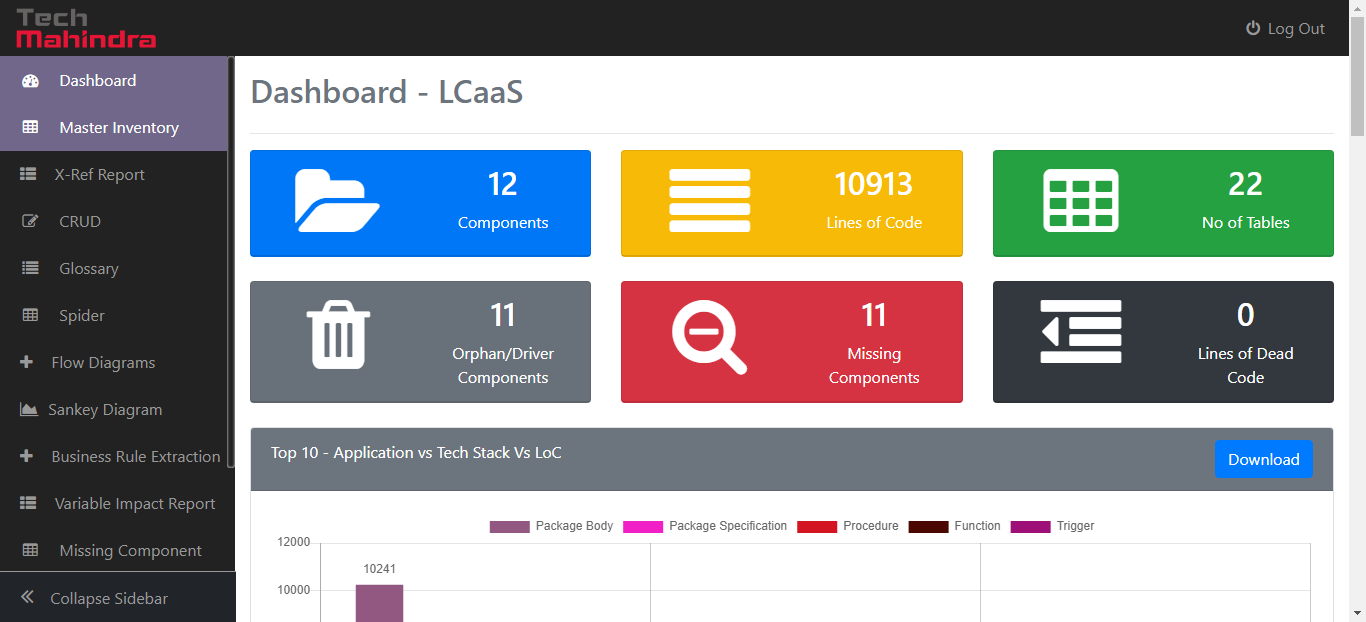 Tech
Mahindra
Log Out
Dashboard
Master Inventory
X-Ref Report
CRUD
Glossary
Spider
Flow Diagrams
Sankey Diagram
Business Rule Extraction
Variable Impact Report
Missing Component
Collapse Sidebar
Dashboard - LCaaS
12
Components
10913
Lines of Code
22
No of Tables
11
Orphan/Driver
Components
11
Missing
Components
0
Lines of Dead
Code
Top 10 - Application vs Tech Stack Vs LoC
Download
Package Body Package Specification Procedure Function Trigger
12000
10241
10000